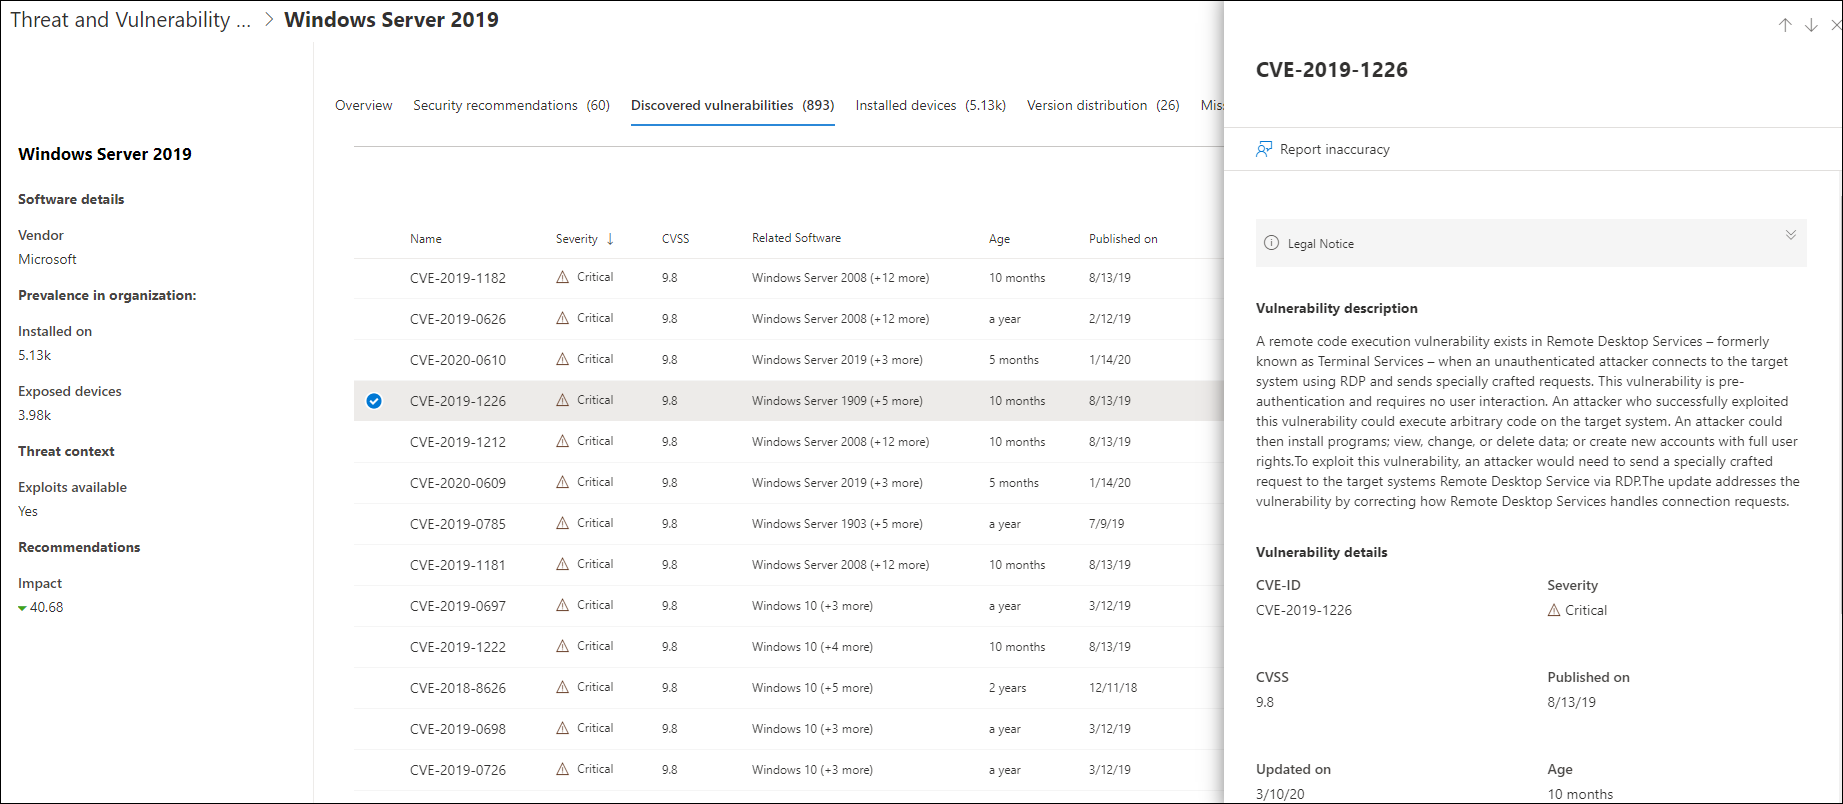 Threat and Vulnerability ... > Windows Server 2019
Windows Server 2019
Software details
Vendor
Microsoft
Prevalence in organization:
Installed on
5.13k
Exposed devices
3.98k
Threat context
Exploits available
Yes
Recommendations
Impact
40.68
Overview Security recommendations (60) Discovered vulnerabilities (893) Installed devices (5.13k) Version distribution (26) Mis
Name Severity ↓ CVSS Related Software Age Published on
CVE-2019-1182 Critical 9.8 Windows Server 2008 (+12 more) 10 months 8/13/19
CVE-2019-0626 Critical 9.8 Windows Server 2008 (+12 more) a year 2/12/19
CVE-2020-0610 Critical 9.8 Windows Server 2019 (+3 more) 5 months 1/14/20
CVE-2019-1226 Critical 9.8 Windows Server 1909 (+5 more) 10 months 8/13/19
CVE-2019-1212 Critical 9.8 Windows Server 2008 (+12 more) 10 months 8/13/19
CVE-2020-0609 Critical 9.8 Windows Server 2019 (+3 more) 5 months 1/14/20
CVE-2019-0785 Critical 9.8 Windows Server 1903 (+5 more) a year 7/9/19
CVE-2019-1181 Critical 9.8 Windows Server 2008 (+12 more) 10 months 8/13/19
CVE-2019-0697 Critical 9.8 Windows 10 (+3 more) a year 3/12/19
CVE-2019-1222 Critical 9.8 Windows 10 (+4 more) 10 months 8/13/19
CVE-2018-8626 Critical 9.8 Windows 10 (+5 more) 2 years 12/11/18
CVE-2019-0698 Critical 9.8 Windows 10 (+3 more) a year 3/12/19
CVE-2019-0726 Critical 9.8 Windows 10 (+3 more) a year 3/12/19
CVE-2019-1226
Report inaccuracy
Legal Notice
Vulnerability description
A remote code execution vulnerability exists in Remote Desktop Services – formerly
known as Terminal Services – when an unauthenticated attacker connects to the target
system using RDP and sends specially crafted requests. This vulnerability is pre-
authentication and requires no user interaction. An attacker who successfully exploited
this vulnerability could execute arbitrary code on the target system. An attacker could
then install programs; view, change, or delete data; or create new accounts with full user
rights.To exploit this vulnerability, an attacker would need to send a specially crafted
request to the target systems Remote Desktop Service via RDP.The update addresses the
vulnerability by correcting how Remote Desktop Services handles connection requests.
Vulnerability details
CVE-ID Severity
CVE-2019-1226 Critical
CVSS Published on
9.8 8/13/19
Updated on Age
3/10/20 10 months